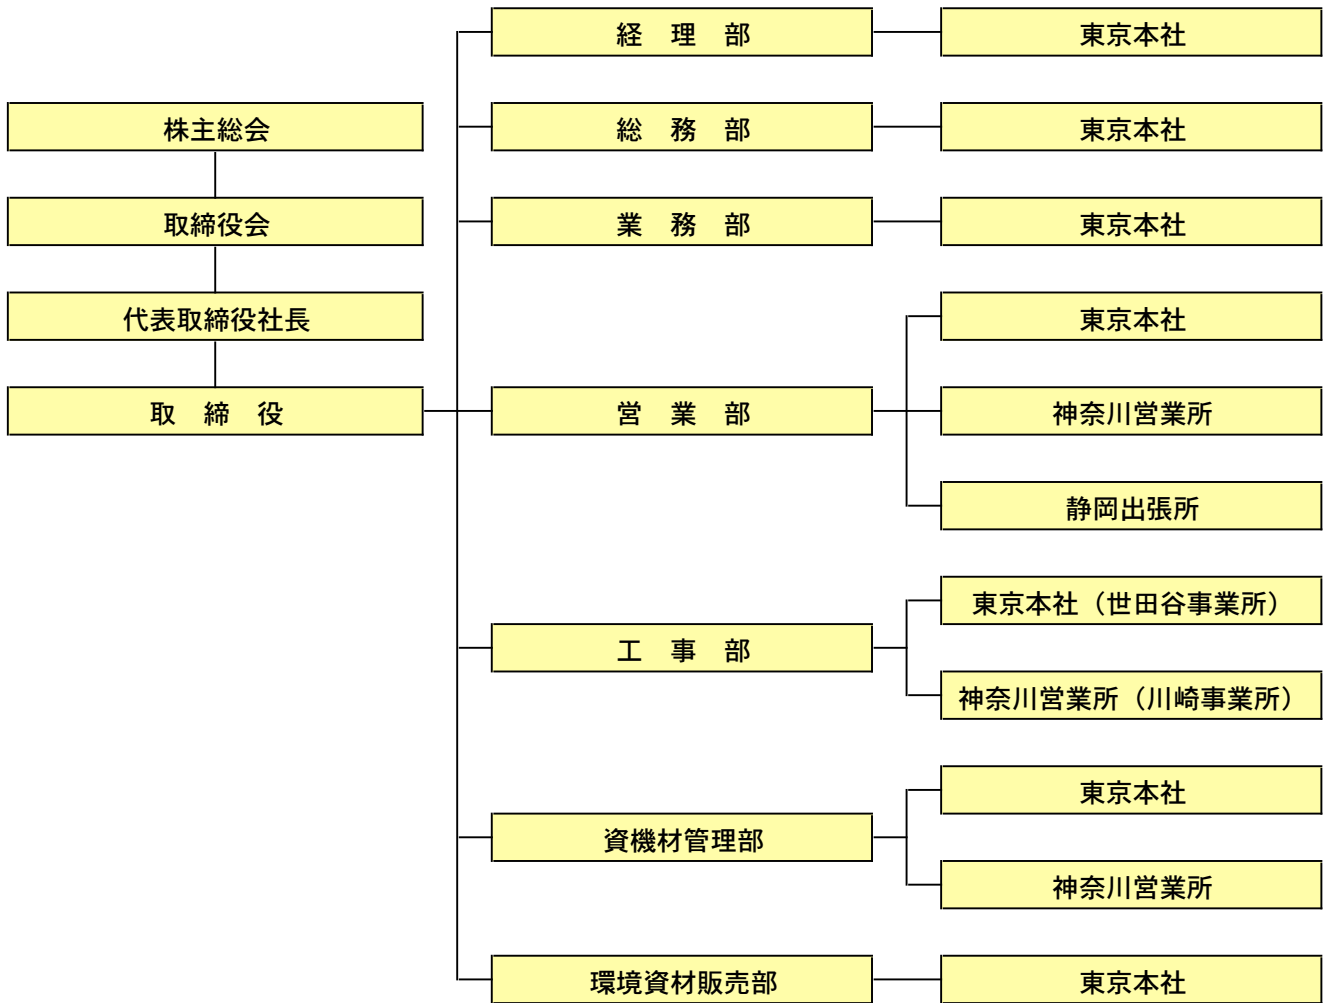 株主総会
取締役会
代表取締役社長
取　締　役
経　理　部
東京本社
総　務　部
東京本社
業　務　部
東京本社
営　業　部
東京本社
神奈川営業所
静岡出張所
工　事　部
東京本社（世田谷事業所）
神奈川営業所（川崎事業所）
資機材管理部
東京本社
神奈川営業所
環境資材販売部
東京本社